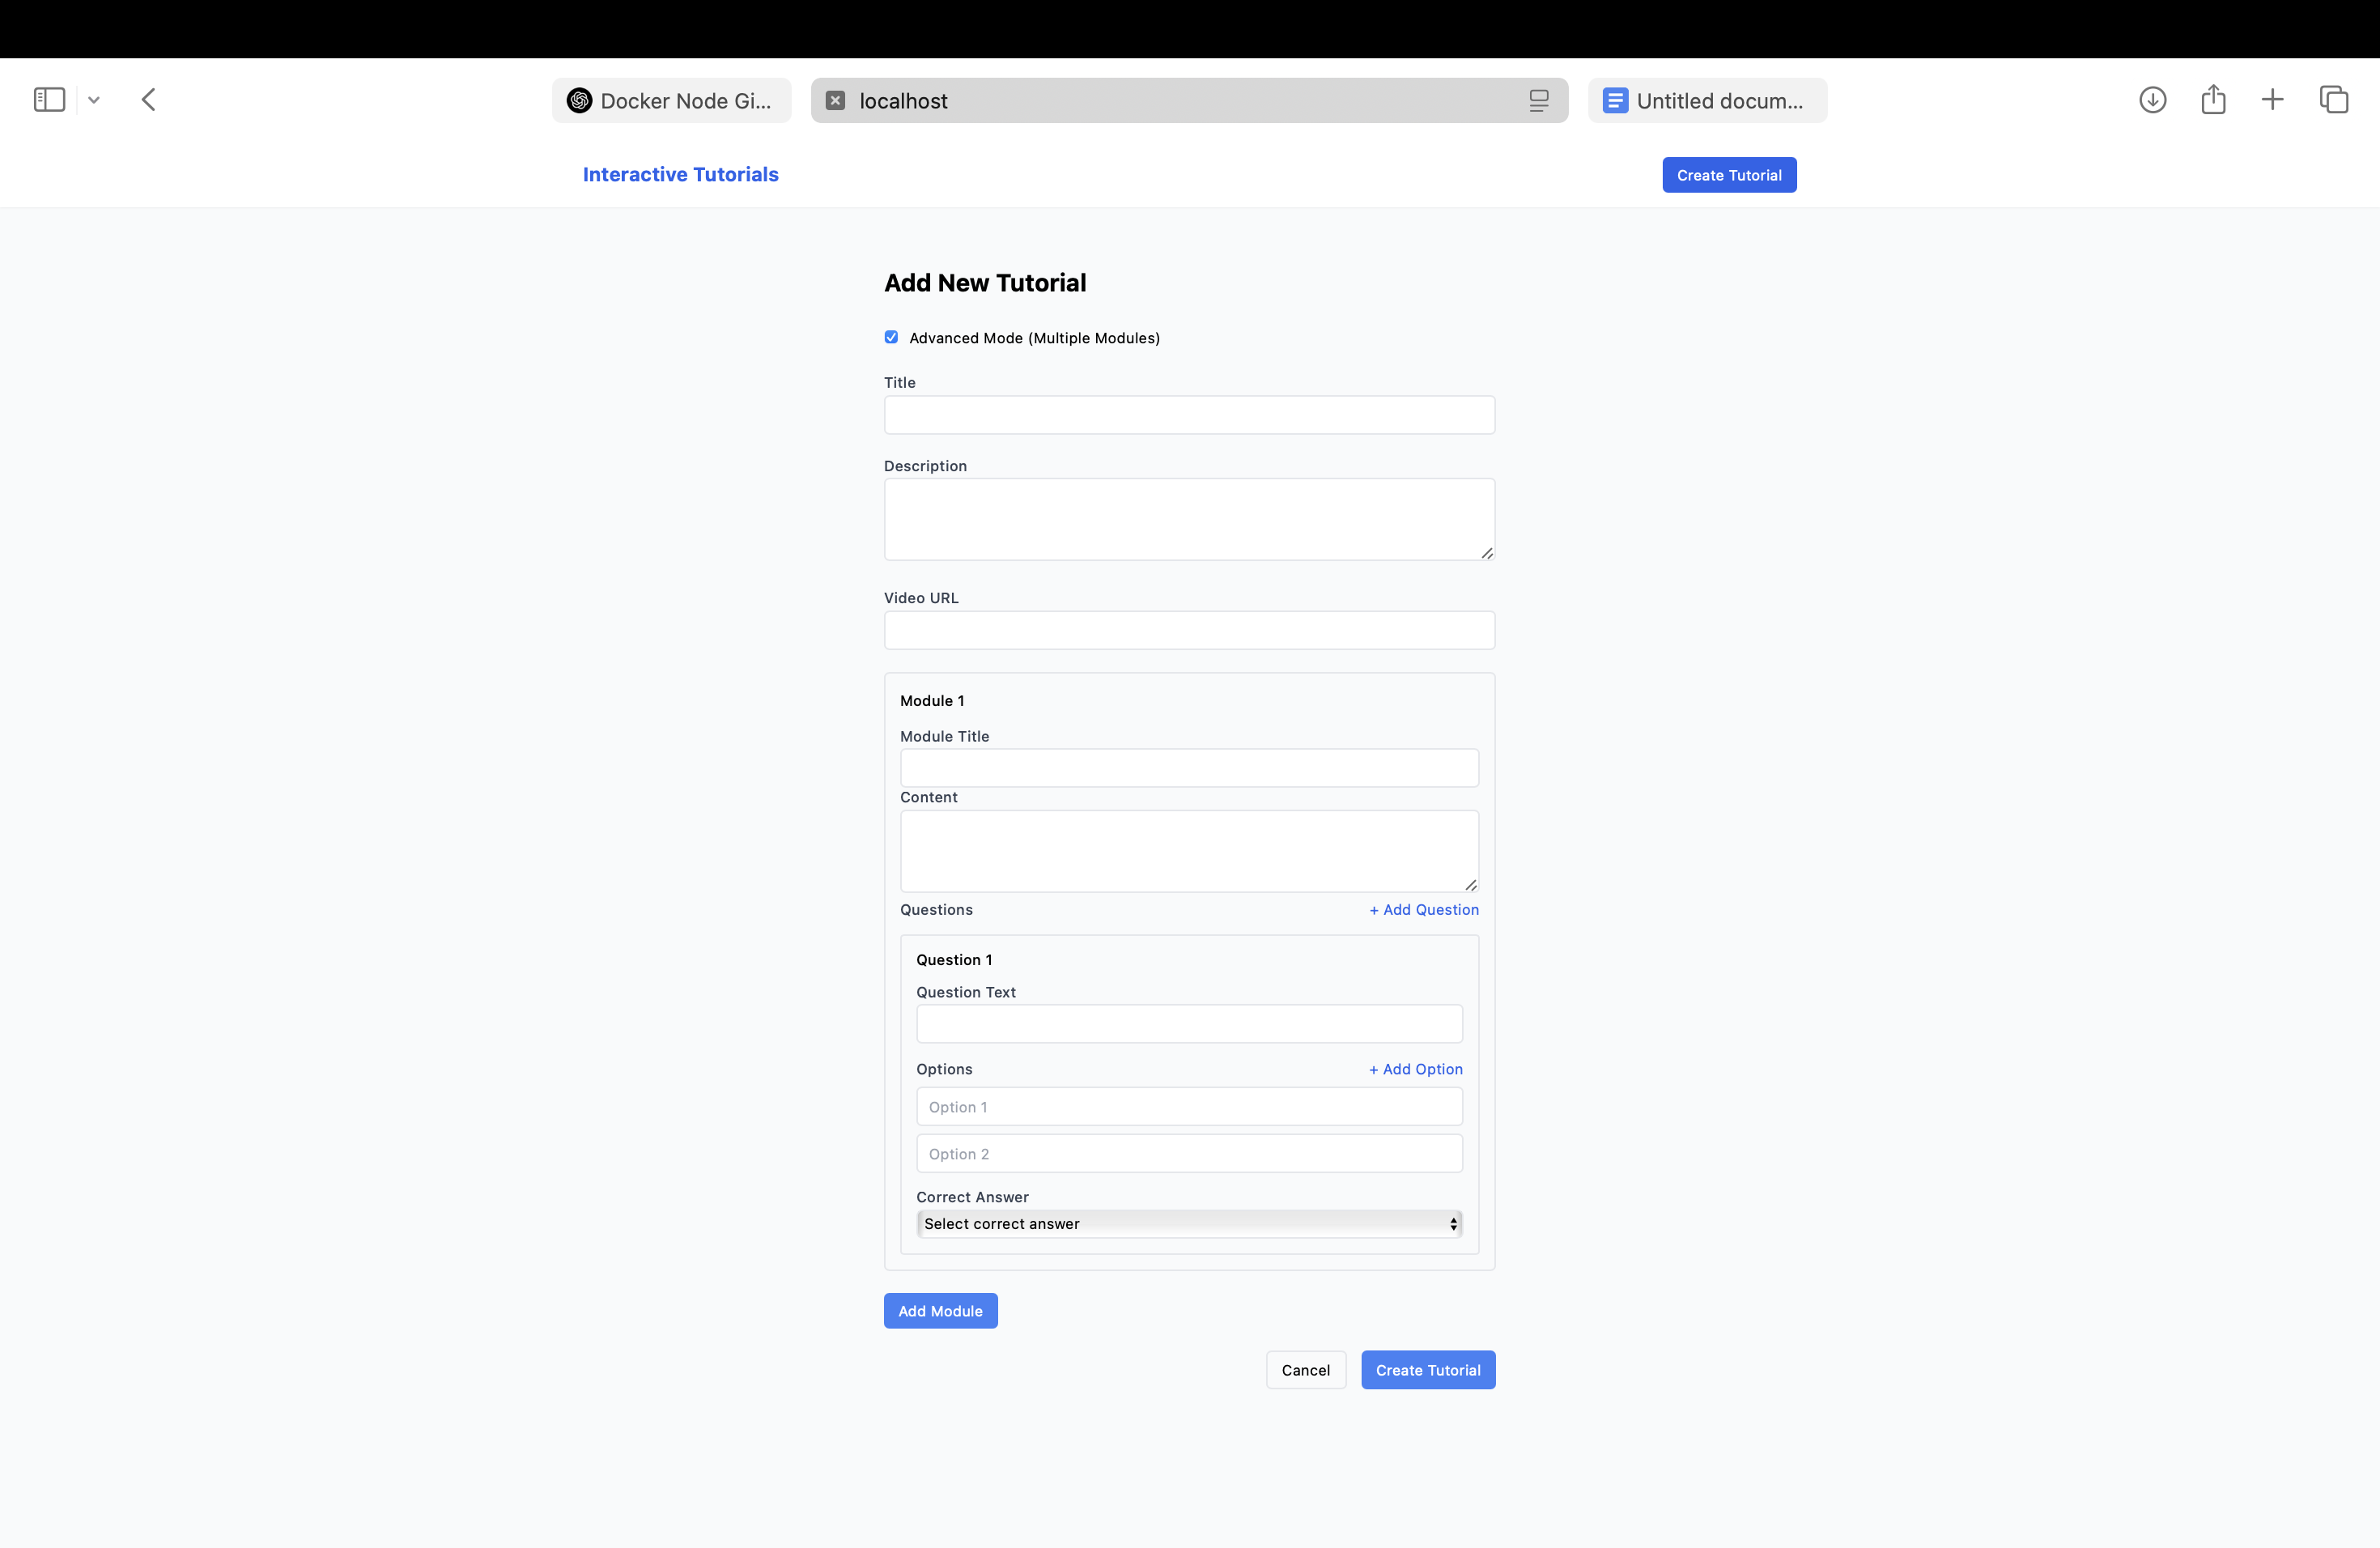 Docker Node Gi...
localhost
Untitled docum...
Interactive Tutorials
Create Tutorial
Add New Tutorial
Advanced Mode (Multiple Modules)
Title
Description
Video URL
Module 1
Module Title
Content
Questions
+ Add Question
Question 1
Question Text
Options
+ Add Option
Option 1
Option 2
Correct Answer
Select correct answer
Add Module
Cancel
Create Tutorial